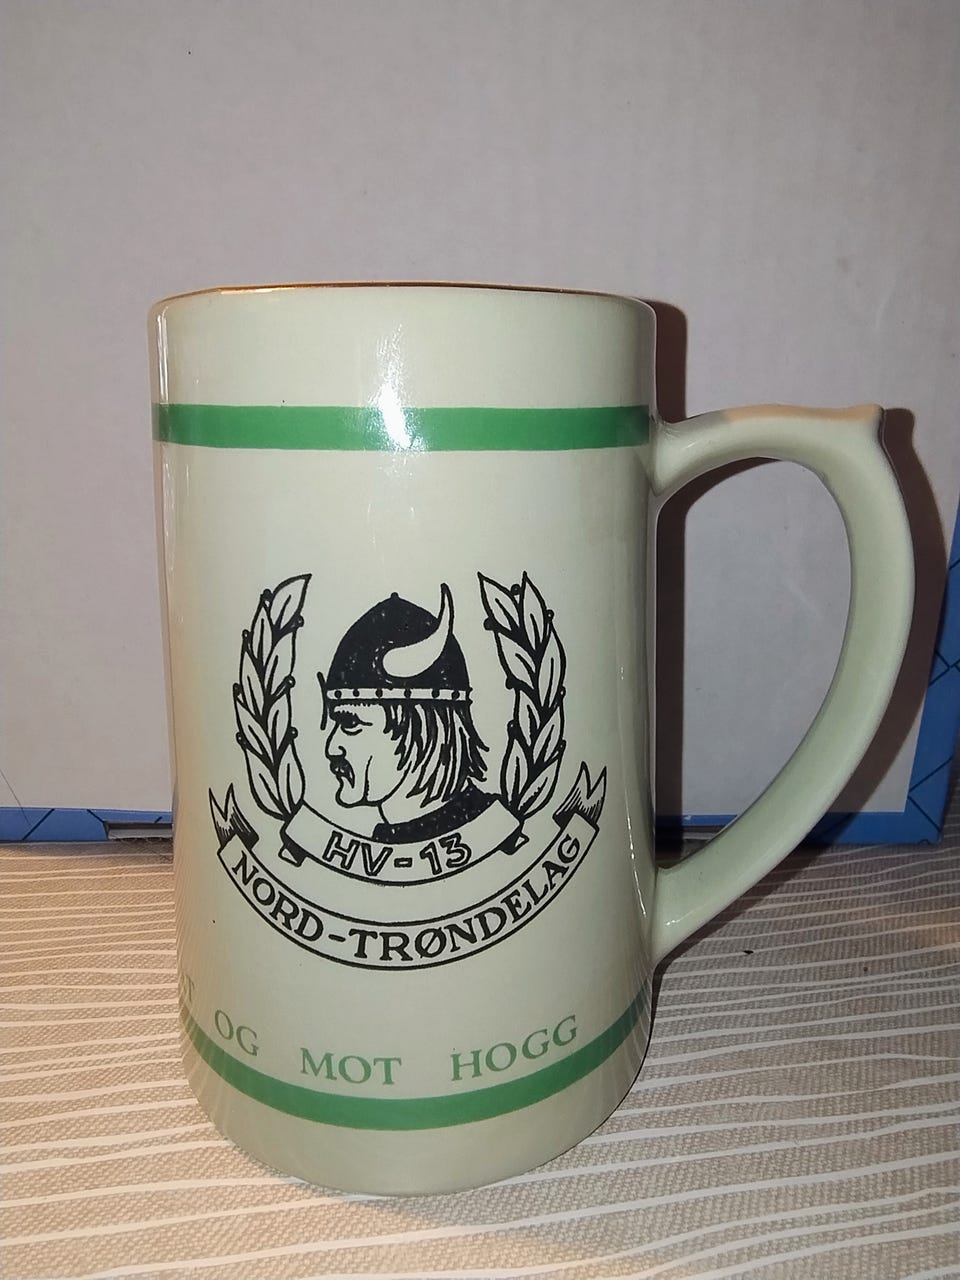 HV-13
NORD-TRØNDELAG
OG MOT HOGG